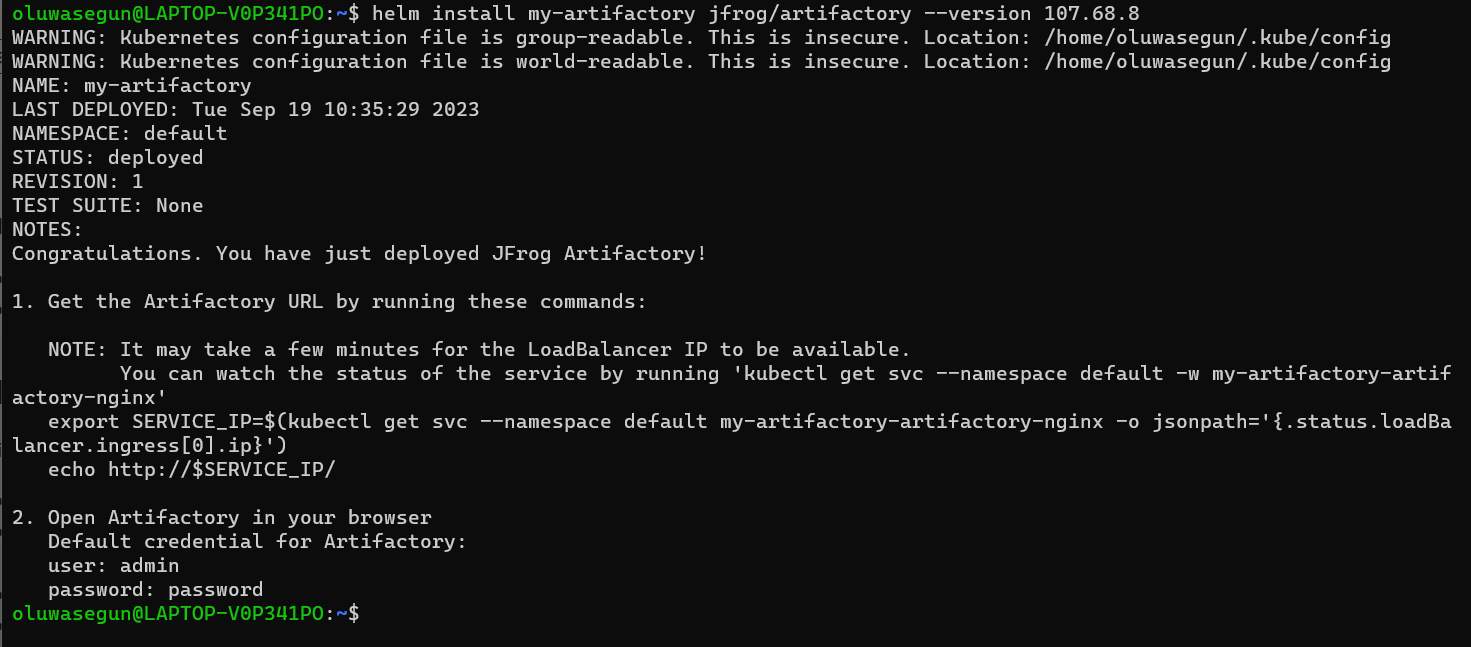 oluwasegun@LAPTOP-V0P341PO:~$ helm install my-artifactory jfrog/artifactory --version 107.68.8
WARNING: Kubernetes configuration file is group-readable. This is insecure. Location: /home/oluwasegun/.kube/config
WARNING: Kubernetes configuration file is world-readable. This is insecure. Location: /home/oluwasegun/.kube/config
NAME: my-artifactory
LAST DEPLOYED: Tue Sep 19 10:35:29 2023
NAMESPACE: default
STATUS: deployed
REVISION: 1
TEST SUITE: None
NOTES:
Congratulations. You have just deployed JFrog Artifactory!

1. Get the Artifactory URL by running these commands:

   NOTE: It may take a few minutes for the LoadBalancer IP to be available.
         You can watch the status of the service by running 'kubectl get svc --namespace default -w my-artifactory-artif
actory-nginx'
   export SERVICE_IP=$(kubectl get svc --namespace default my-artifactory-artifactory-nginx -o jsonpath='{.status.loadBa
lancer.ingress[0].ip}')
   echo http://$SERVICE_IP/

2. Open Artifactory in your browser
   Default credential for Artifactory:
   user: admin
   password: password
oluwasegun@LAPTOP-V0P341PO:~$